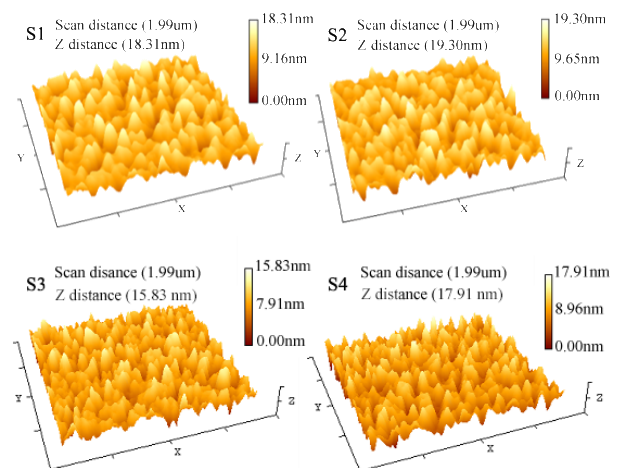 S1
Scan distance (1.99um)
Z distance (18.31nm)
18.31nm
9.16nm
0.00nm
Y
X
Z
S2
Scan distance (1.99um)
Z distance (19.30nm)
19.30nm
9.65nm
0.00nm
Y
X
Z
S3
Scan disance (1.99um)
Z distance (15.83 nm)
15.83nm
7.91nm
0.00nm
Y
X
Z
S4
Scan disance (1.99um)
Z distance (17.91 nm)
17.91nm
8.96nm
0.00nm
Y
X
Z